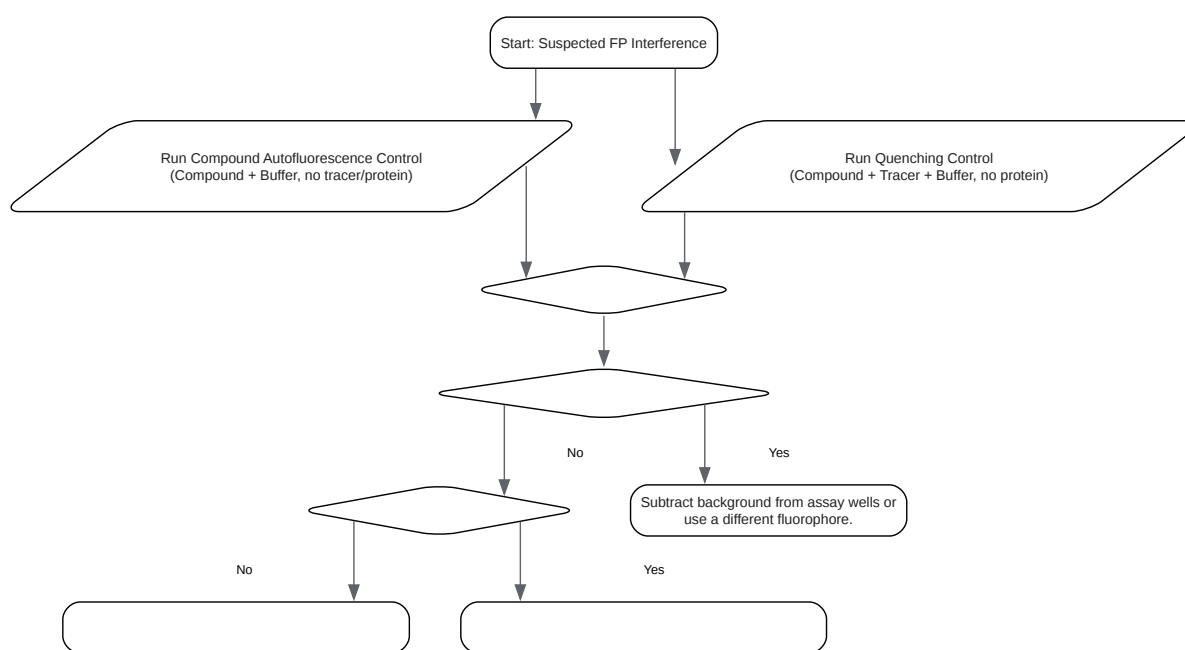 Start: Suspected FP Interference
Run Compound Autofluorescence Control
(Compound + Buffer, no tracer/protein)
Run Quenching Control
(Compound + Tracer + Buffer, no protein)
No
Yes
Subtract background from assay wells or
use a different fluorophore.
No
Yes